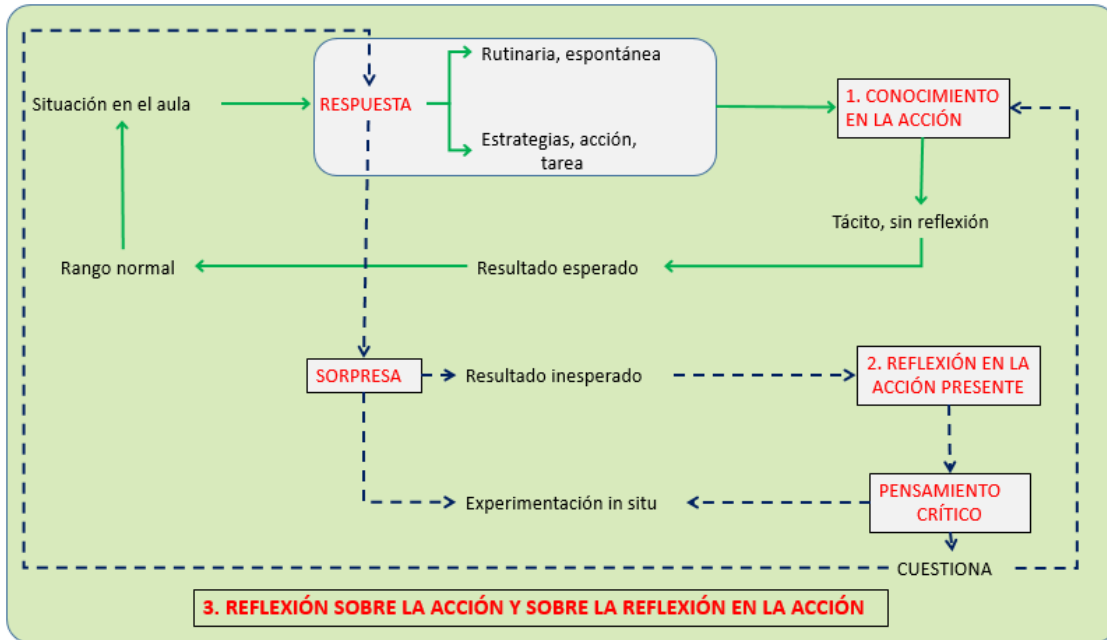 Rutinaria, espontánea
Situación en el aula
RESPUESTA
1. CONOCIMIENTO
EN LA ACCIÓN
Estrategias, acción,
tarea
Tácito, sin reflexión
Rango normal
Resultado esperado
SORPRESA
Resultado inesperado
2. REFLEXIÓN EN LA
ACCIÓN PRESENTE
Experimentación in situ
PENSAMIENTO
CRÍTICO
CUESTIONA
3. REFLEXIÓN SOBRE LA ACCIÓN Y SOBRE LA REFLEXIÓN EN LA ACCIÓN